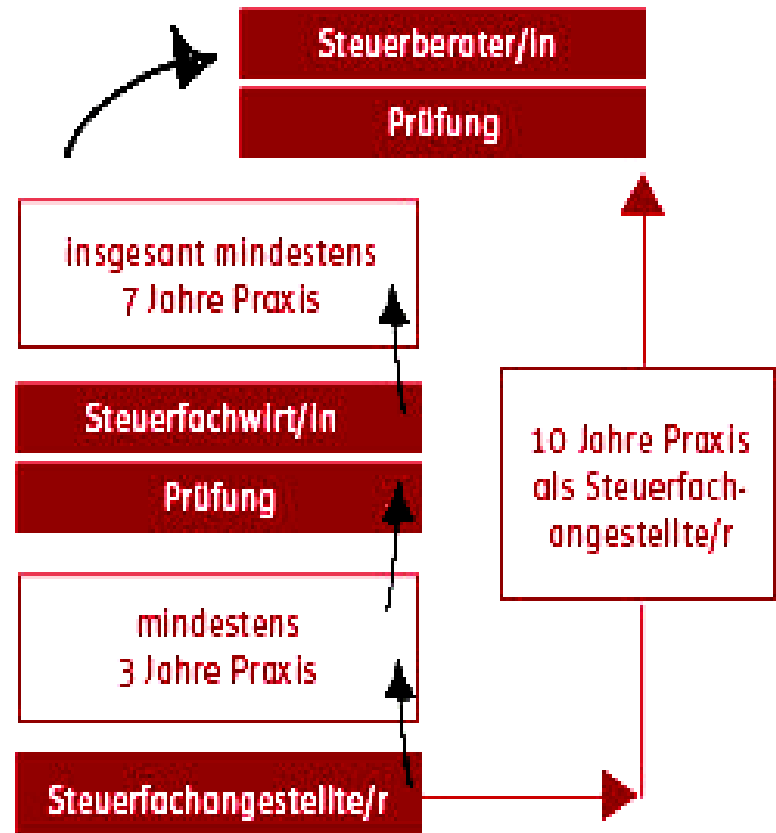 Steuerberater/in
Prüfung
insgesant mindestens
7 Jahre Praxis
Steuerfachwirt/in
Prüfung
10 Jahre Praxis
als Steuerfach-
angestellte/r
mindestens
3 Jahre Praxis
Steuerfachangestellte/r